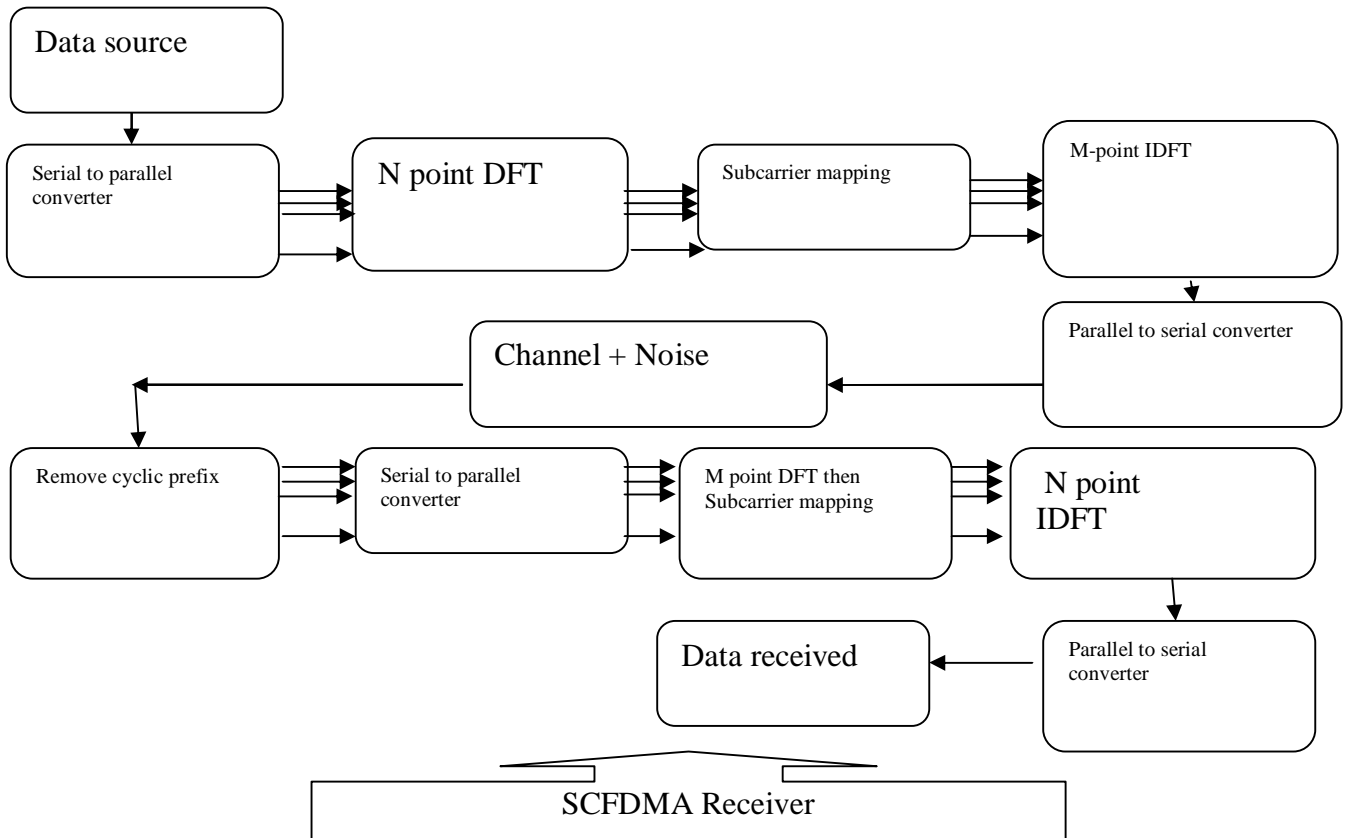 Data source
Serial to parallel
converter
N point DFT
Subcarrier mapping
M-point IDFT
Parallel to serial converter
Channel + Noise
Remove cyclic prefix
Serial to parallel
converter
M point DFT then
Subcarrier mapping
N point
IDFT
Parallel to serial
converter
Data received
SCFDMA Receiver